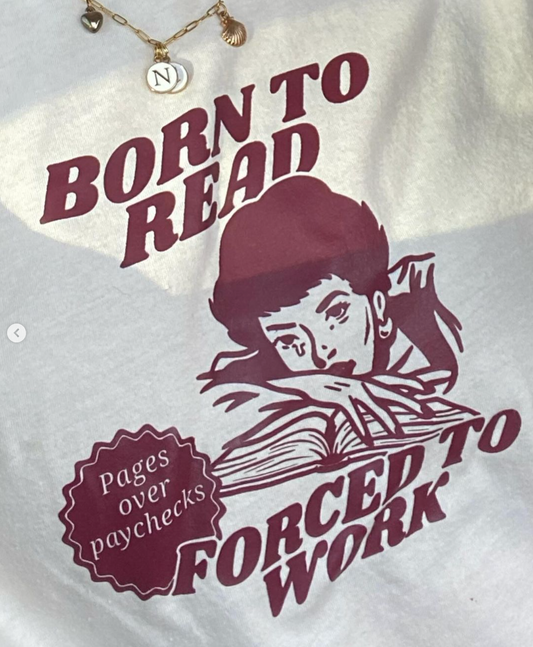 N
BORN TO
READ
Pages
over
paychecks
FORCED TO
WORK